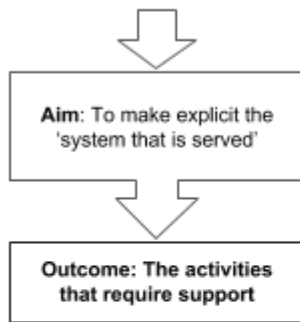 Aim: To make explicit the
‘system that is served’
Outcome: The activities
that require support